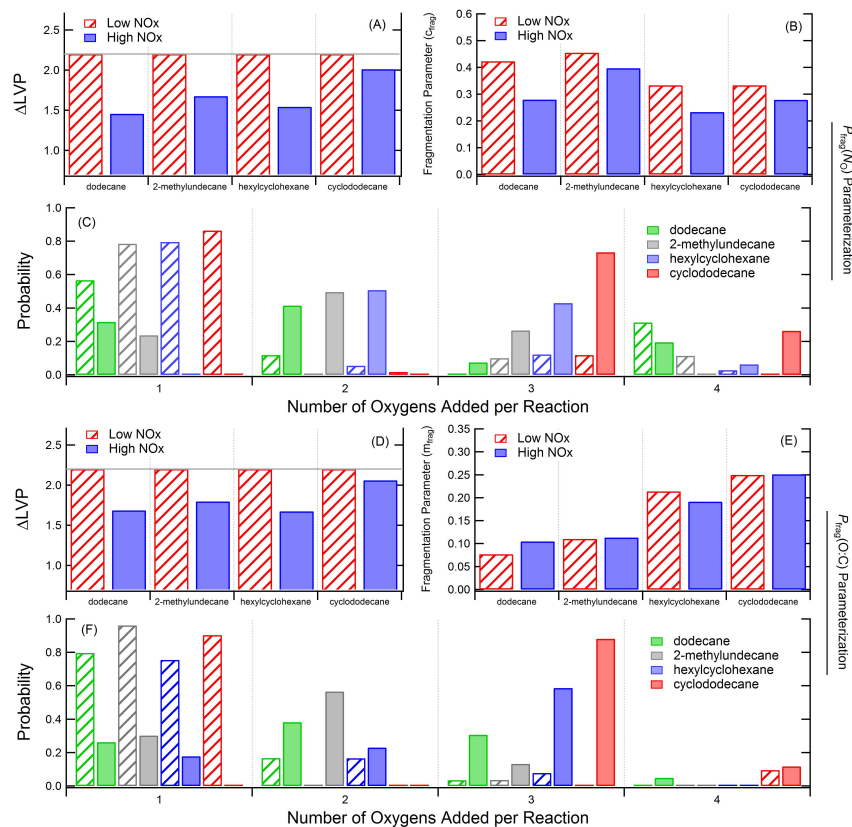 Low NOx
High NOx
(A)
ΔLVP
2.5
2.0
1.5
1.0
dodecane
2-methylundecane
hexylcyclohexane
cyclododecane
Low NOx
High NOx
(B)
Fragmentation Parameter (cfrag)
0.6
0.5
0.4
0.3
0.2
0.1
0.0
dodecane
2-methylundecane
hexylcyclohexane
cyclododecane
Pfrag(NO) Parameterization
(C)
Probability
1.0
0.8
0.6
0.4
0.2
0.0
dodecane
2-methylundecane
hexylcyclohexane
cyclododecane
1
2
3
4
Number of Oxygens Added per Reaction
Low NOx
High NOx
(D)
ΔLVP
2.5
2.0
1.5
1.0
dodecane
2-methylundecane
hexylcyclohexane
cyclododecane
Low NOx
High NOx
(E)
Fragmentation Parameter (mfrag)
0.35
0.30
0.25
0.20
0.15
0.10
0.05
0.00
dodecane
2-methylundecane
hexylcyclohexane
cyclododecane
Pfrag(O:C) Parameterization
(F)
Probability
1.0
0.8
0.6
0.4
0.2
0.0
dodecane
2-methylundecane
hexylcyclohexane
cyclododecane
1
2
3
4
Number of Oxygens Added per Reaction